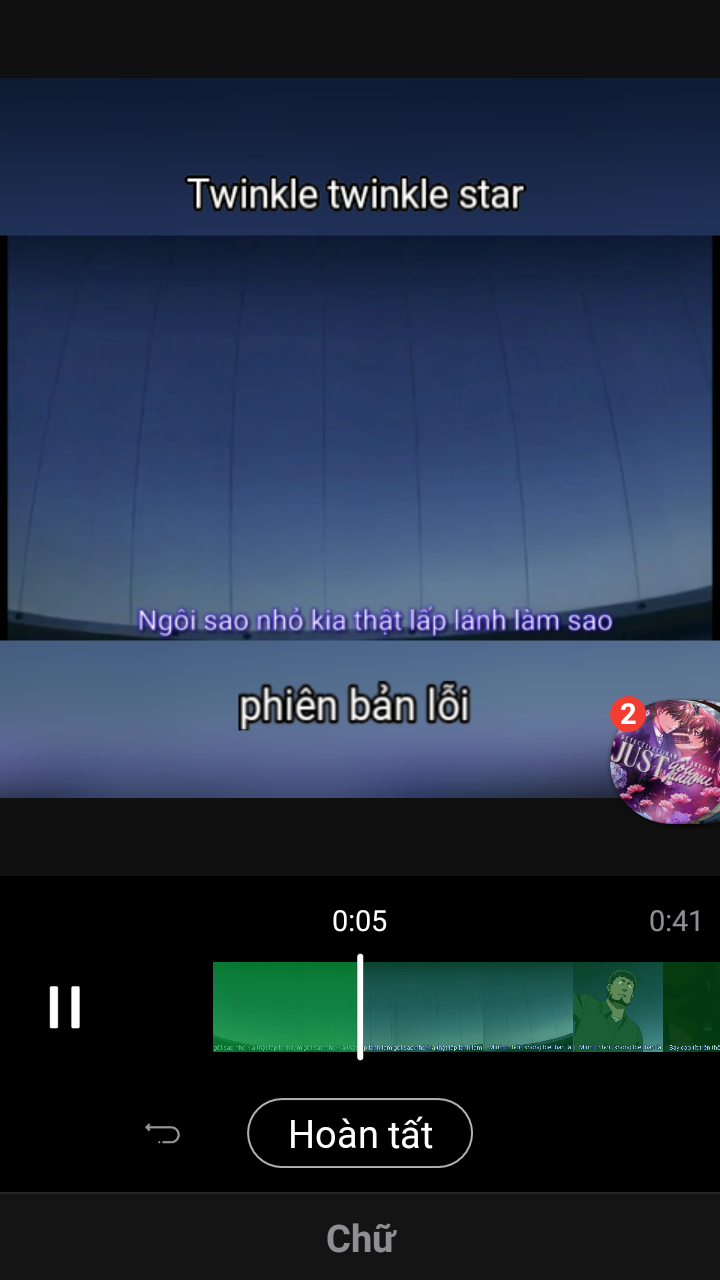 Twinkle twinkle star
Ngôi sao nhỏ kia thật lấp lánh làm sao
phiên bản lỗi
2
JUST
0:05
0:41
Hoàn tất
Chữ